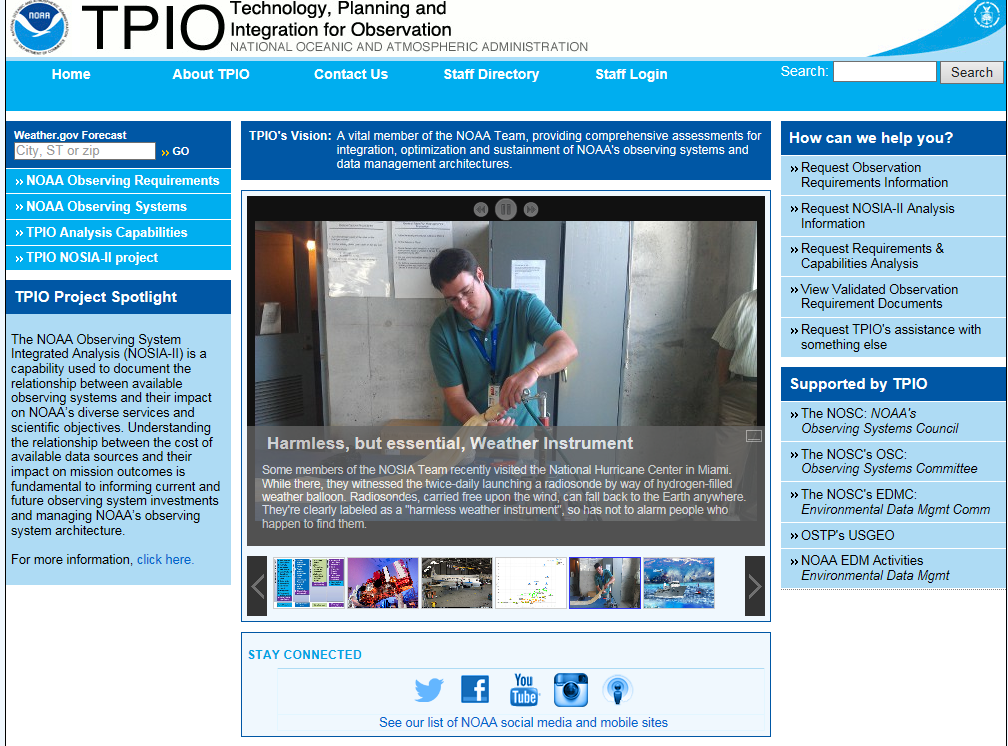 NOAA
TPIO
Technology, Planning and
Integration for Observation
NATIONAL OCEANIC AND ATMOSPHERIC ADMINISTRATION
Home
About TPIO
Contact Us
Staff Directory
Staff Login
Search:
Search
Weather.gov Forecast
City, ST or zip
» GO
» NOAA Observing Requirements
» NOAA Observing Systems
» TPIO Analysis Capabilities
» TPIO NOSIA-II project
TPIO Project Spotlight
The NOAA Observing System
Integrated Analysis (NOSIA-II) is a
capability used to document the
relationship between available
observing systems and their impact
on NOAA's diverse services and
scientific objectives. Understanding
the relationship between the cost of
available data sources and their
impact on mission outcomes is
fundamental to informing current and
future observing system investments
and managing NOAA's observing
system architecture.
For more information, click here.
TPIO's Vision: A vital member of the NOAA Team, providing comprehensive assessments for
integration, optimization and sustainment of NOAA's observing systems and
data management architectures.
Harmless, but essential, Weather Instrument
Some members of the NOSIA Team recently visited the National Hurricane Center in Miami.
While there, they witnessed the twice-daily launching a radiosonde by way of hydrogen-filled
weather balloon. Radiosondes, carried free upon the wind, can fall back to the Earth anywhere.
They're clearly labeled as a "harmless weather instrument", so has not to alarm people who
happen to find them.
STAY CONNECTED
You
Tube
See our list of NOAA social media and mobile sites
How can we help you?
» Request Observation
Requirements Information
» Request NOSIA-II Analysis
Information
» Request Requirements &
Capabilities Analysis
» View Validated Observation
Requirement Documents
» Request TPIO's assistance with
something else
Supported by TPIO
» The NOSC: NOAA's
Observing Systems Council
» The NOSC's OSC:
Observing Systems Committee
» The NOSC's EDMC:
Environmental Data Mgmt Comm
» OSTP's USGEO
» NOAA EDM Activities
Environmental Data Mgmt